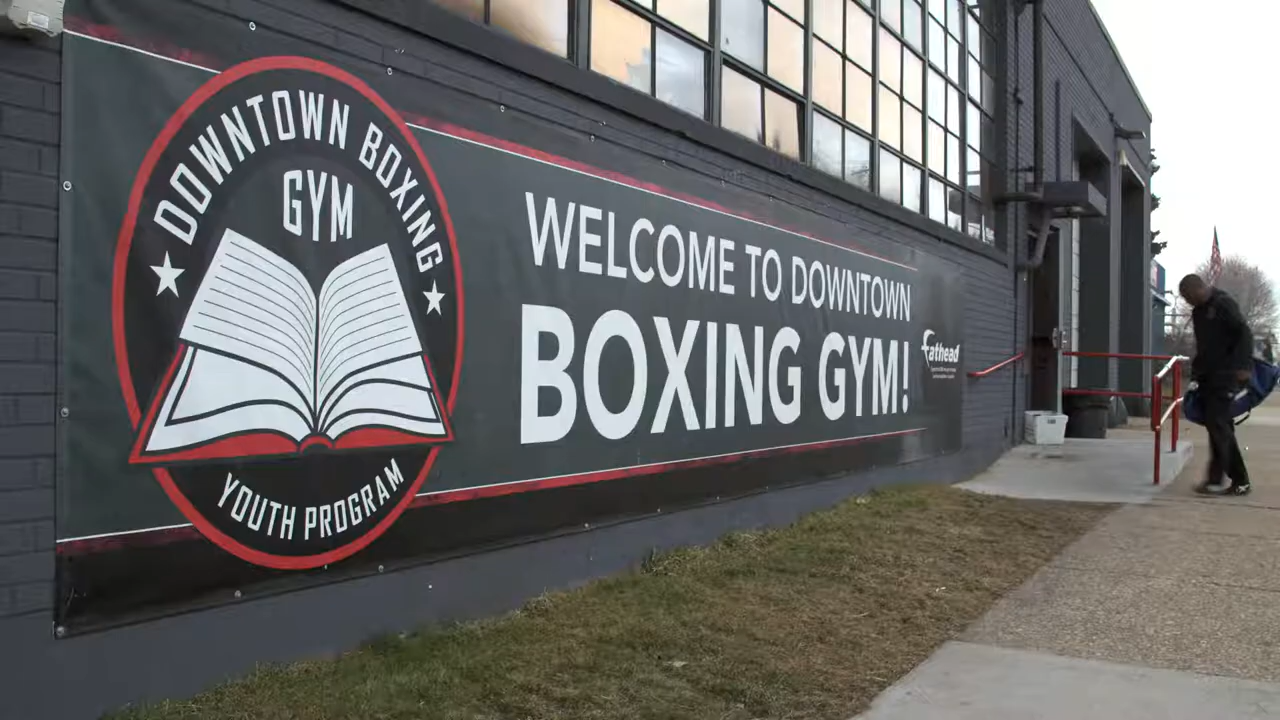 DOWNTOWN BOXING
GYM
YOUTH PROGRAM
WELCOME TO DOWNTOWN
BOXING GYM!
fathead